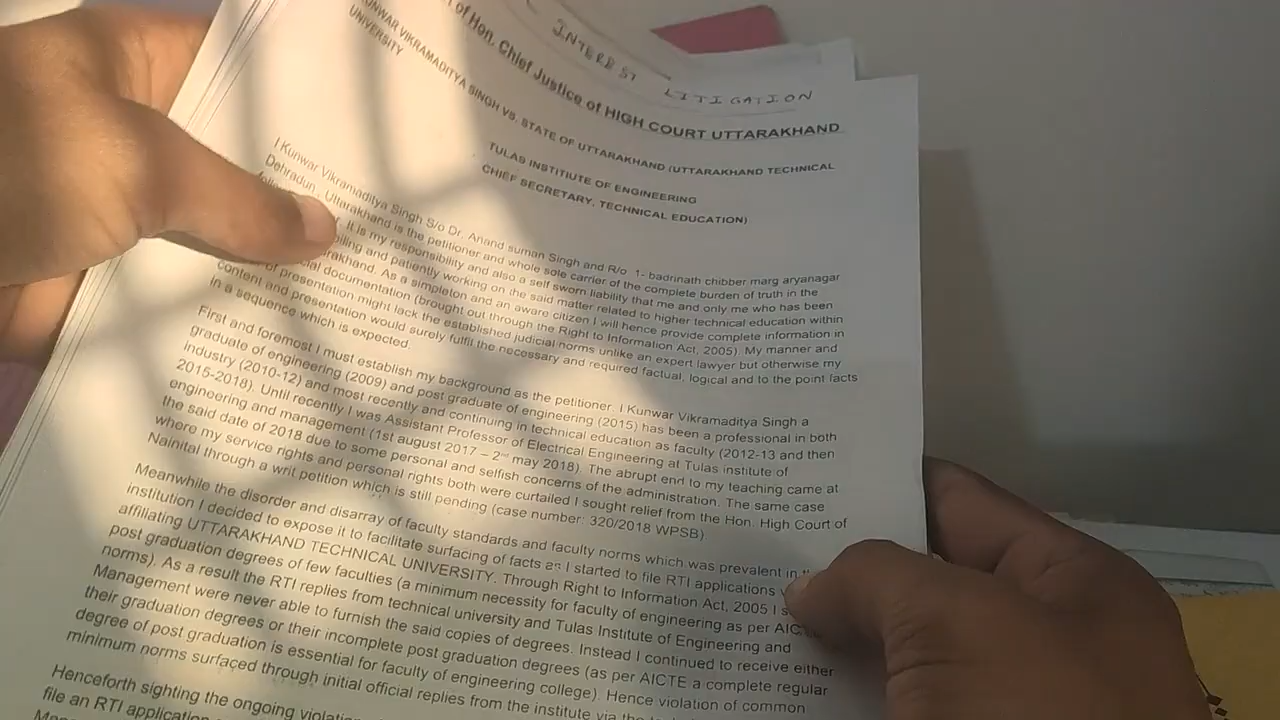 INTEREST LITIGATION
of Hon. Chief Justice of HIGH COURT UTTARAKHAND
KUNWAR VIKRAMADITYA SINGH VS. STATE OF UTTARAKHAND (UTTARAKHAND TECHNICAL
UNIVERSITY
TULAS INSTITIUTE OF ENGINEERING
CHIEF SECRETARY, TECHNICAL EDUCATION)
I Kunwar Vikramaditya Singh S/o Dr. Anand suman Singh and R/o 1- badrinath chibber marg aryanagar
Dehradun, Uttarakhand is the petitioner and whole sole carrier of the complete burden of truth in the
It is my responsibility and also a self sworn liability that me and only me who has been
and patiently working on the said matter related to higher technical education within
As a simpleton and an aware citizen I will hence provide complete information in
documentation (brought out through the Right to Information Act, 2005). My manner and
of presentation might lack the established judicial norms unlike an expert lawyer but otherwise my
content and presentation would surely fulfil the necessary and required factual, logical and to the point facts
in a sequence which is expected.
First and foremost I must establish my background as the petitioner. I Kunwar Vikramaditya Singh a
graduate of engineering (2009) and post graduate of engineering (2015) has been a professional in both
industry (2010-12) and most recently and continuing in technical education as faculty (2012-13 and then
2015-2018). Until recently I was Assistant Professor of Electrical Engineering at Tulas institute of
engineering and management (1st august 2017 – 2nd may 2018). The abrupt end to my teaching came at
the said date of 2018 due to some personal and selfish concerns of the administration. The same case
where my service rights and personal rights both were curtailed I sought relief from the Hon. High Court of
Nainital through a writ petition which is still pending (case number: 320/2018 WPSB)
Meanwhile the disorder and disarray of faculty standards and faculty norms which was prevalent in
institution I decided to expose it to facilitate surfacing of facts as I started to file RTI applications
affiliating UTTARAKHAND TECHNICAL UNIVERSITY. Through Right to Information Act, 2005 I
post graduation degrees of few faculties (a minimum necessity for faculty of engineering as per AICTE
norms). As a result the RTI replies from technical university and Tulas Institute of Engineering and
Management were never able to furnish the said copies of degrees. Instead I continued to receive either
their graduation degrees or their incomplete post graduation degrees (as per AICTE a complete regular
degree of post graduation is essential for faculty of engineering college). Hence violation of common
minimum norms surfaced through initial official replies from the institute via the
Henceforth sighting the ongoing
file an RTI application